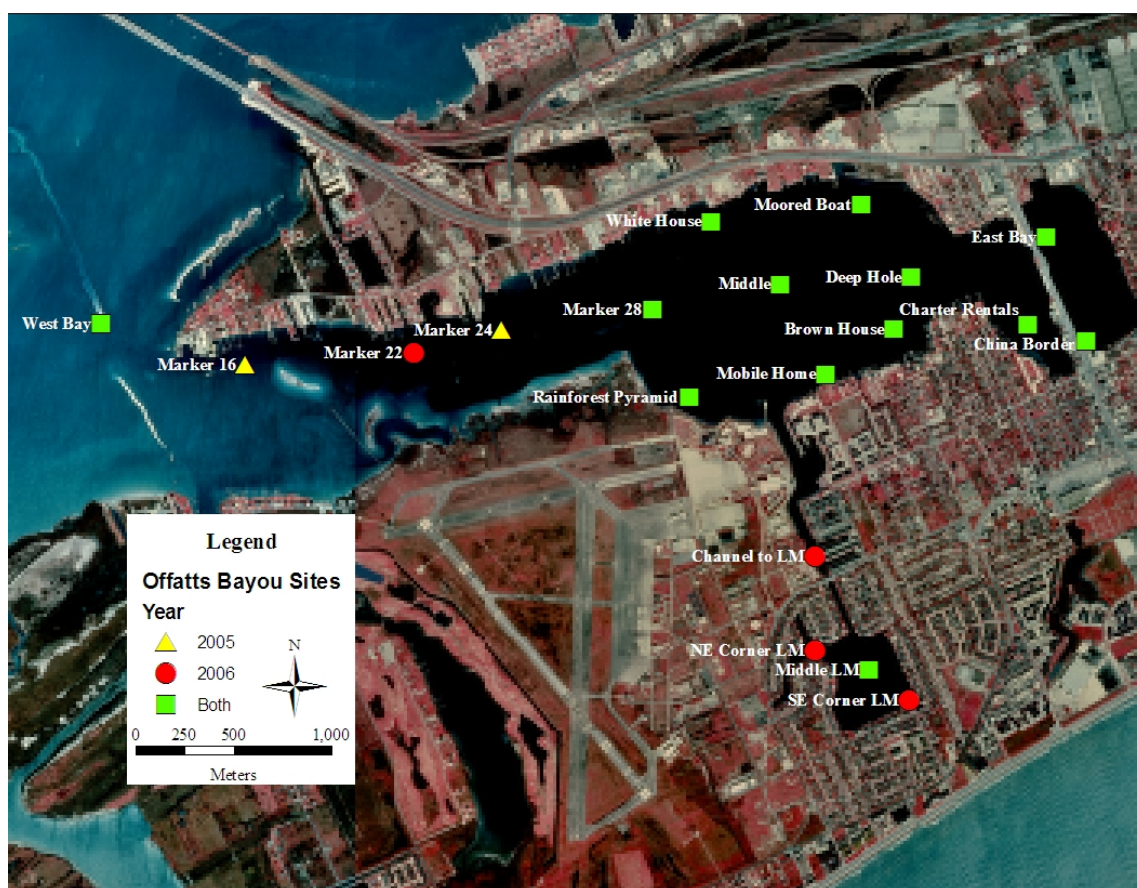 Moored Boat
White House
East Bay
Deep Hole
Middle
Charter Rentals
Marker 28
West Bay
Marker 24
Brown House
China Border
Marker 22
Marker 16
Mobile Home
Rainforest Pyramid
Channel to LM
NE Corner LM
Middle LM
SE Corner LM
Legend
Offatts Bayou Sites
Year
2005
2006
Both
N
0 250 500 1,000
Meters